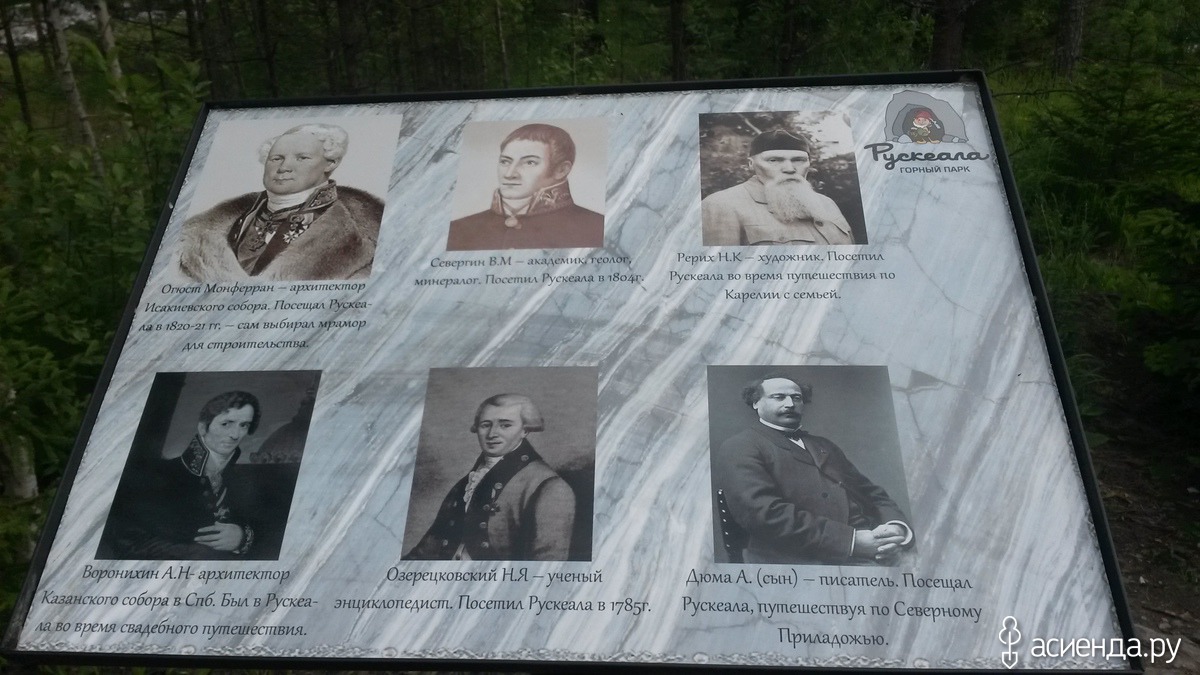 Рускеала
ГОРНЫЙ ПАРК
Огюст Монферран – архитектор
Исакиевского собора. Посещал Рускеа-
ла в 1820-21 гг. – сам выбирал мрамор
для строительства.
Севергин В.М – академик, геолог,
минералог. Посетил Рускеала в 1804г.
Рерих Н.К – художник. Посетил
Рускеала во время путешествия по
Карелии с семьей.
Воронихин А.Н- архитектор
Казанского собора в Спб. Был в Рускеа-
ла во время свадебного путешествия.
Озерецковский Н.Я – ученый
энциклопедист. Посетил Рускеала в 1785г.
Дюма А. (сын) – писатель. Посещал
Рускеала, путешествуя по Северному
Приладожью.
асиенда.ру